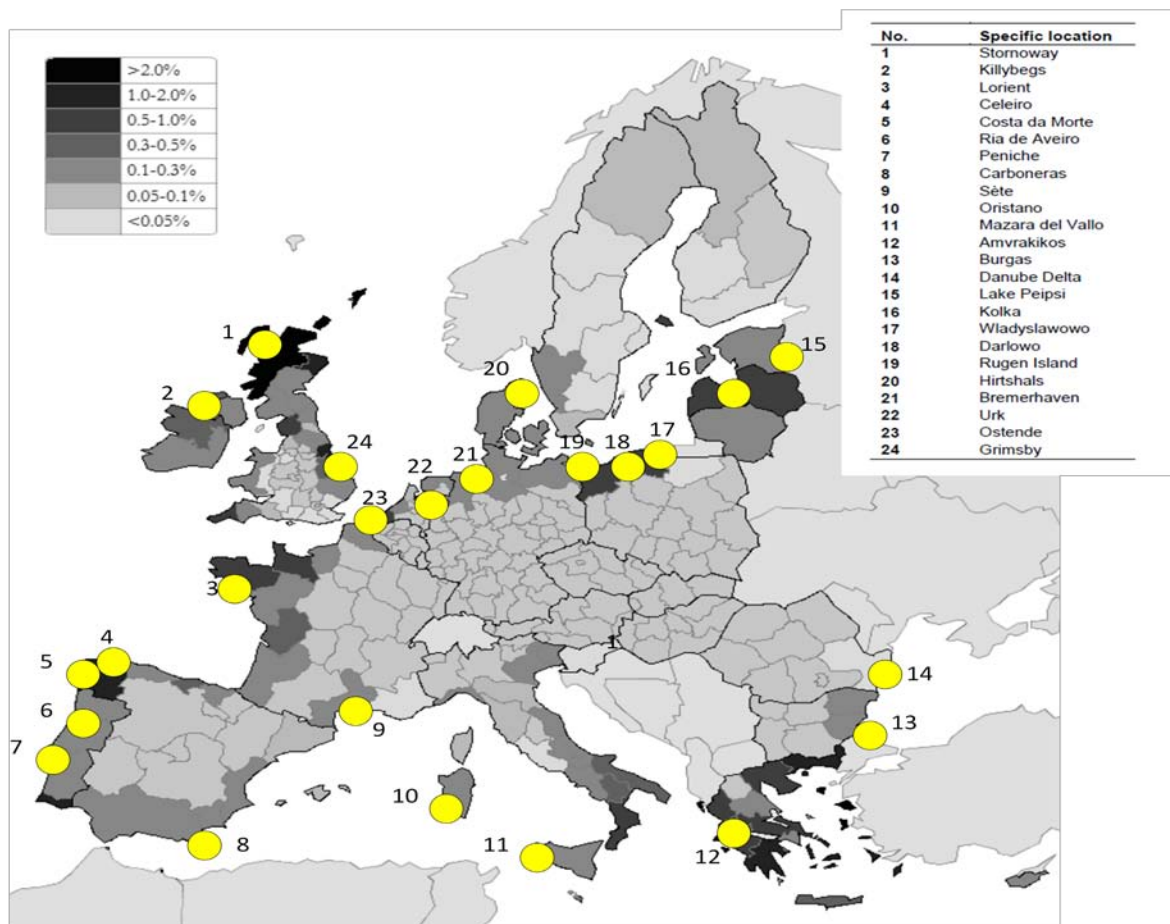 No. Specific location
1 Stornoway
2 Killybegs
3 Lorient
4 Celeiro
5 Costa da Morte
6 Ria de Aveiro
7 Peniche
8 Carboneras
9 Sète
10 Oristano
11 Mazara del Vallo
12 Amvrakikos
13 Burgas
14 Danube Delta
15 Lake Peipsi
16 Kolka
17 Wladyslawowo
18 Darlowo
19 Rugen Island
20 Hirtshals
21 Bremerhaven
22 Urk
23 Ostende
24 Grimsby
>2.0%
1.0-2.0%
0.5-1.0%
0.3-0.5%
0.1-0.3%
0.05-0.1%
<0.05%
1
2
20
16
15
24
21
22
19
18
17
23
3
4
5
1
14
6
9
13
7
10
8
11
12